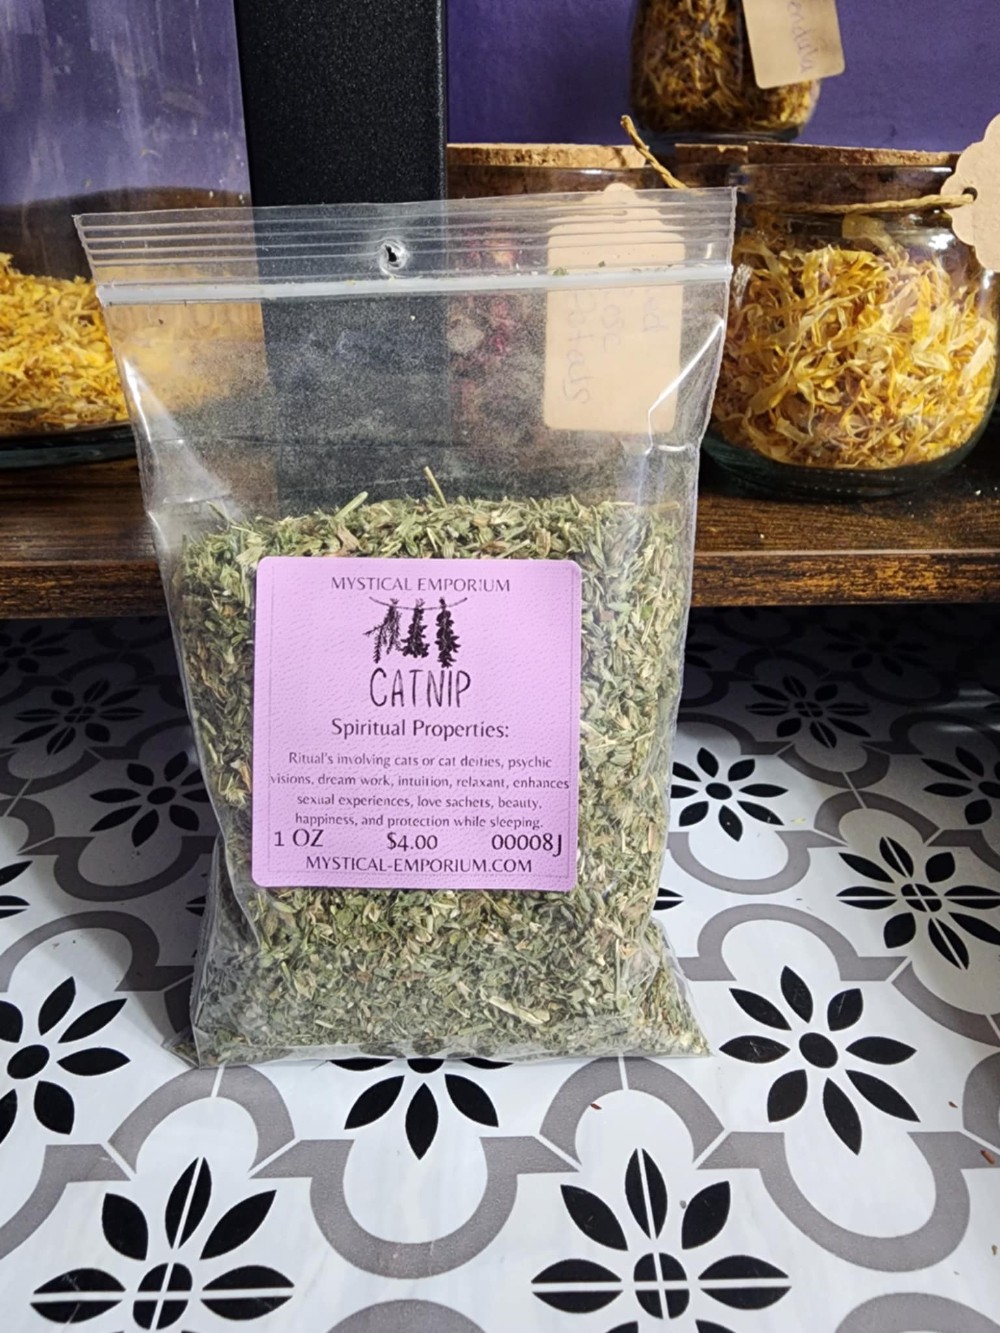 MYSTICAL EMPORIUM
CATNIP
Spiritual Properties:
Ritual's involving cats or cat deities, psychic
visions, dream work, intuition, relaxant, enhances
sexual experiences, love sachets, beauty,
happiness, and protection while sleeping.
1 OZ $4.00 00008J
MYSTICAL-EMPORIUM.COM